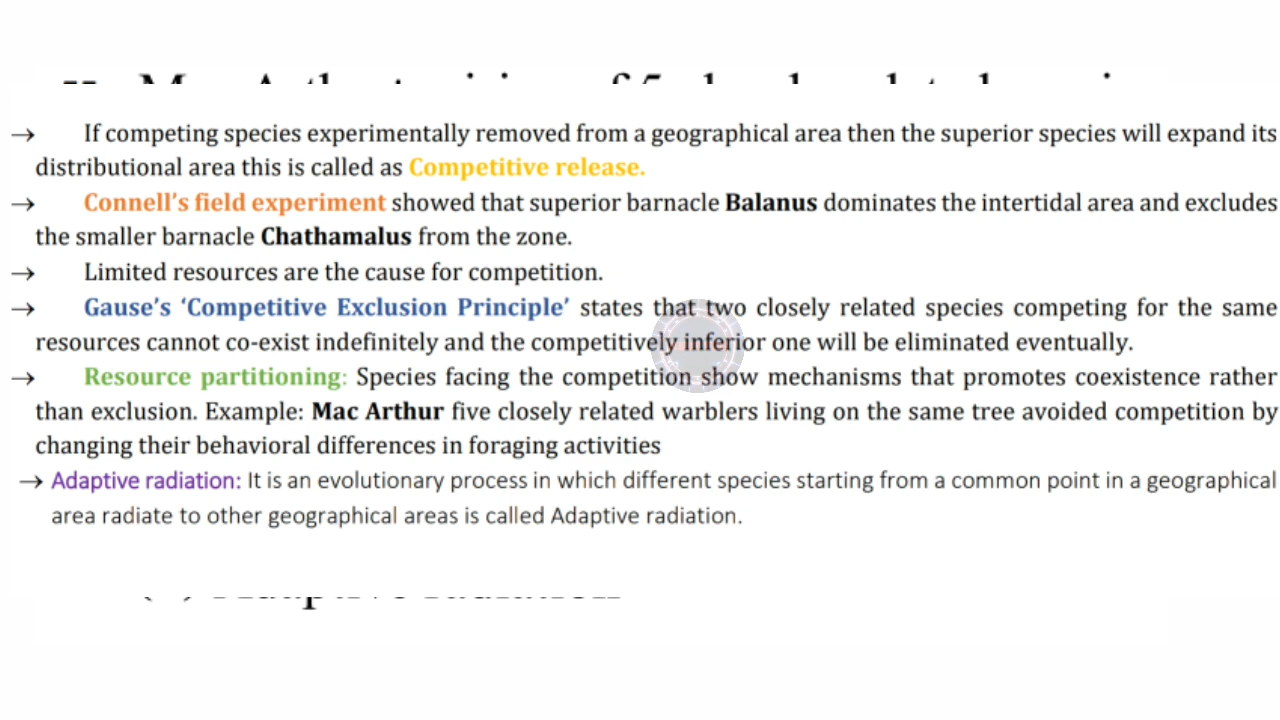 → If competing species experimentally removed from a geographical area then the superior species will expand its
distributional area this is called as Competitive release.
→ Connell's field experiment showed that superior barnacle Balanus dominates the intertidal area and excludes
the smaller barnacle Chathamalus from the zone.
→ Limited resources are the cause for competition.
→ Gause's ‘Competitive Exclusion Principle’ states that two closely related species competing for the same
resources cannot co-exist indefinitely and the competitively inferior one will be eliminated eventually.
→ Resource partitioning: Species facing the competition show mechanisms that promotes coexistence rather
than exclusion. Example: Mac Arthur five closely related warblers living on the same tree avoided competition by
changing their behavioral differences in foraging activities
→ Adaptive radiation: It is an evolutionary process in which different species starting from a common point in a geographical
area radiate to other geographical areas is called Adaptive radiation.